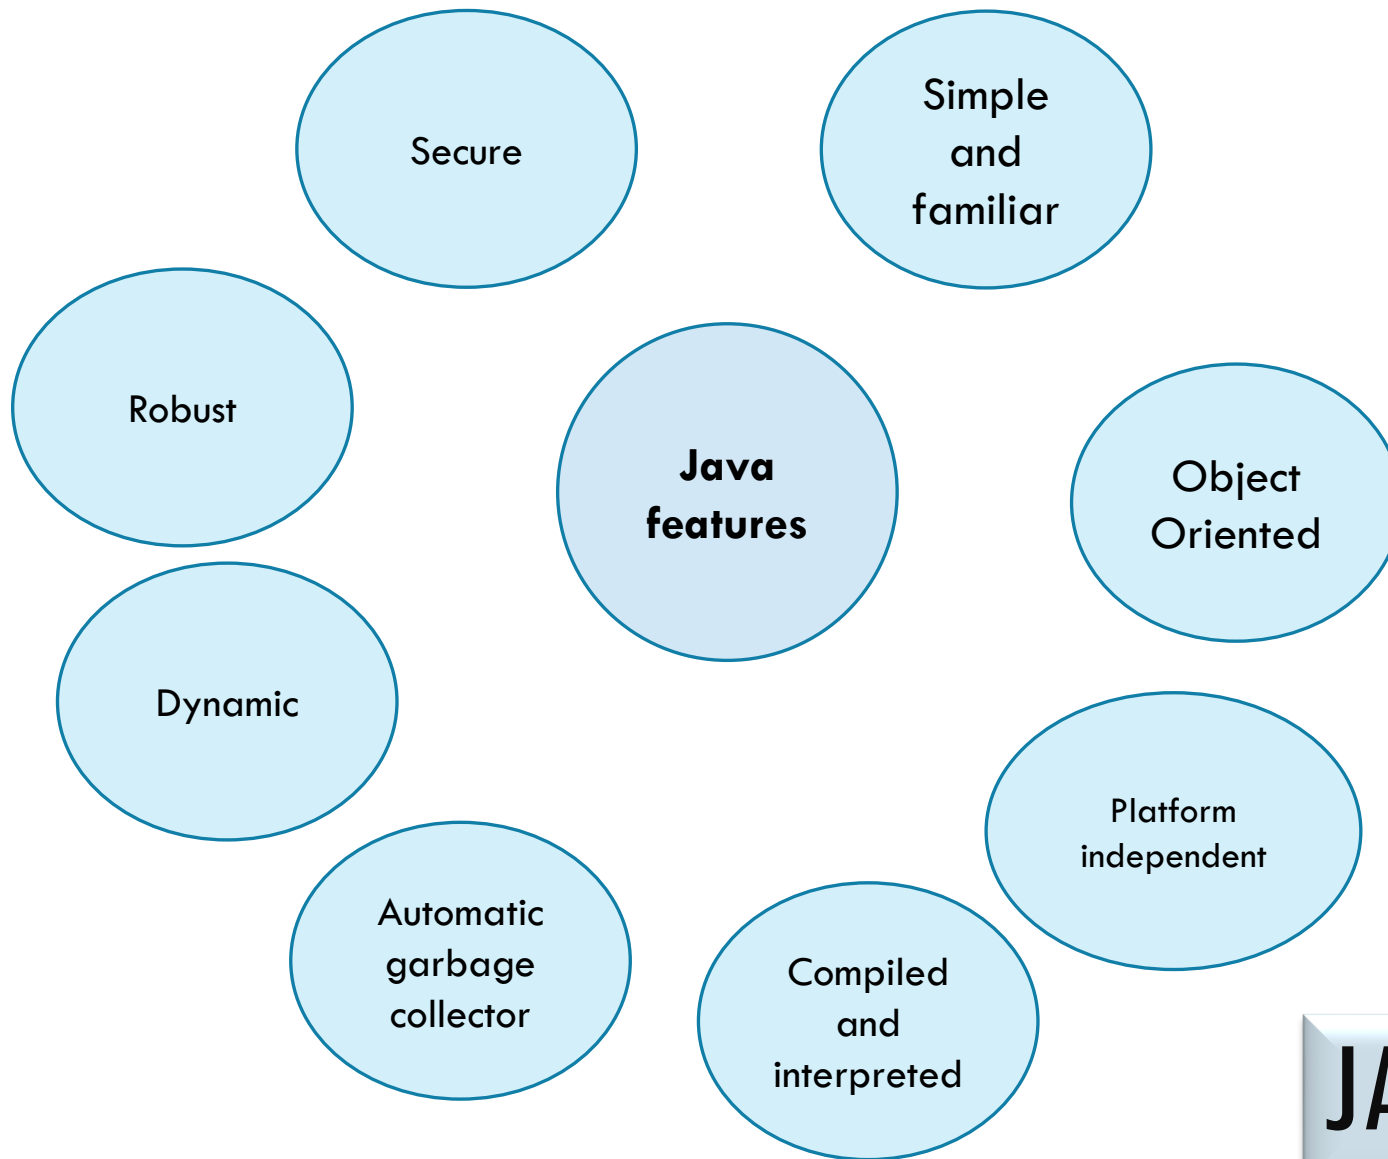 Secure
Simple
and
familiar
Robust
Java
features
Object
Oriented
Dynamic
Platform
independent
Automatic
garbage
collector
Compiled
and
interpreted